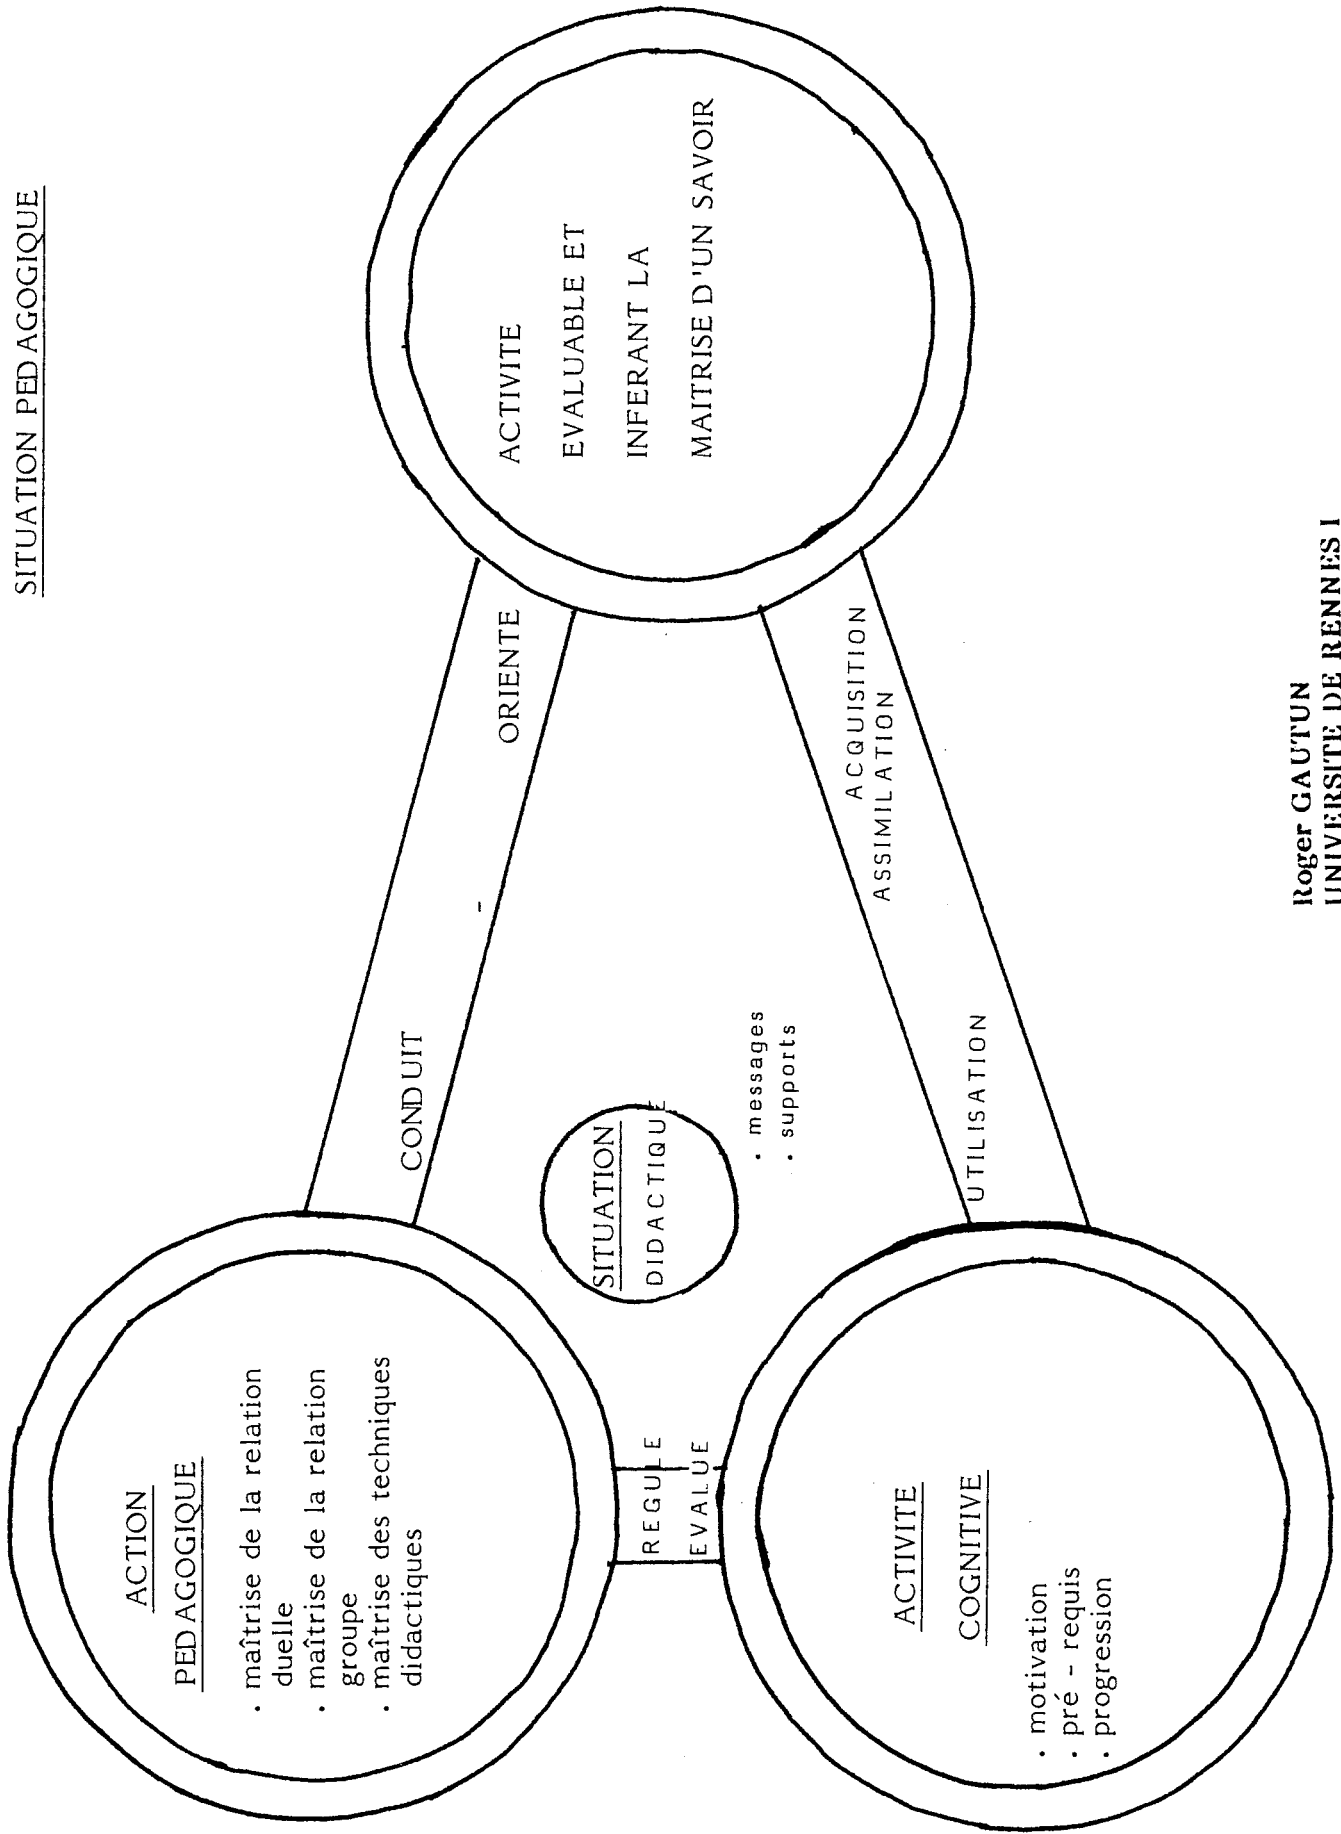 SITUATION PEDAGOGIQUE
ACTION
PEDAGOGIQUE
. maîtrise de la relation
duelle
. maîtrise de la relation
groupe
. maîtrise des techniques
didactiques
CONDUIT
ORIENTE
ACTIVITE
EVALUABLE ET
INFERANT LA
MAITRISE D'UN SAVOIR
REGULE
EVALUE
SITUATION
DIDACTIQUE
. messages
. supports
ACQUISITION
ASSIMILATION
UTILISATION
ACTIVITE
COGNITIVE
. motivation
. pré - requis
. progression
Roger GAUTUN
UNIVERSITE DE RENNES I